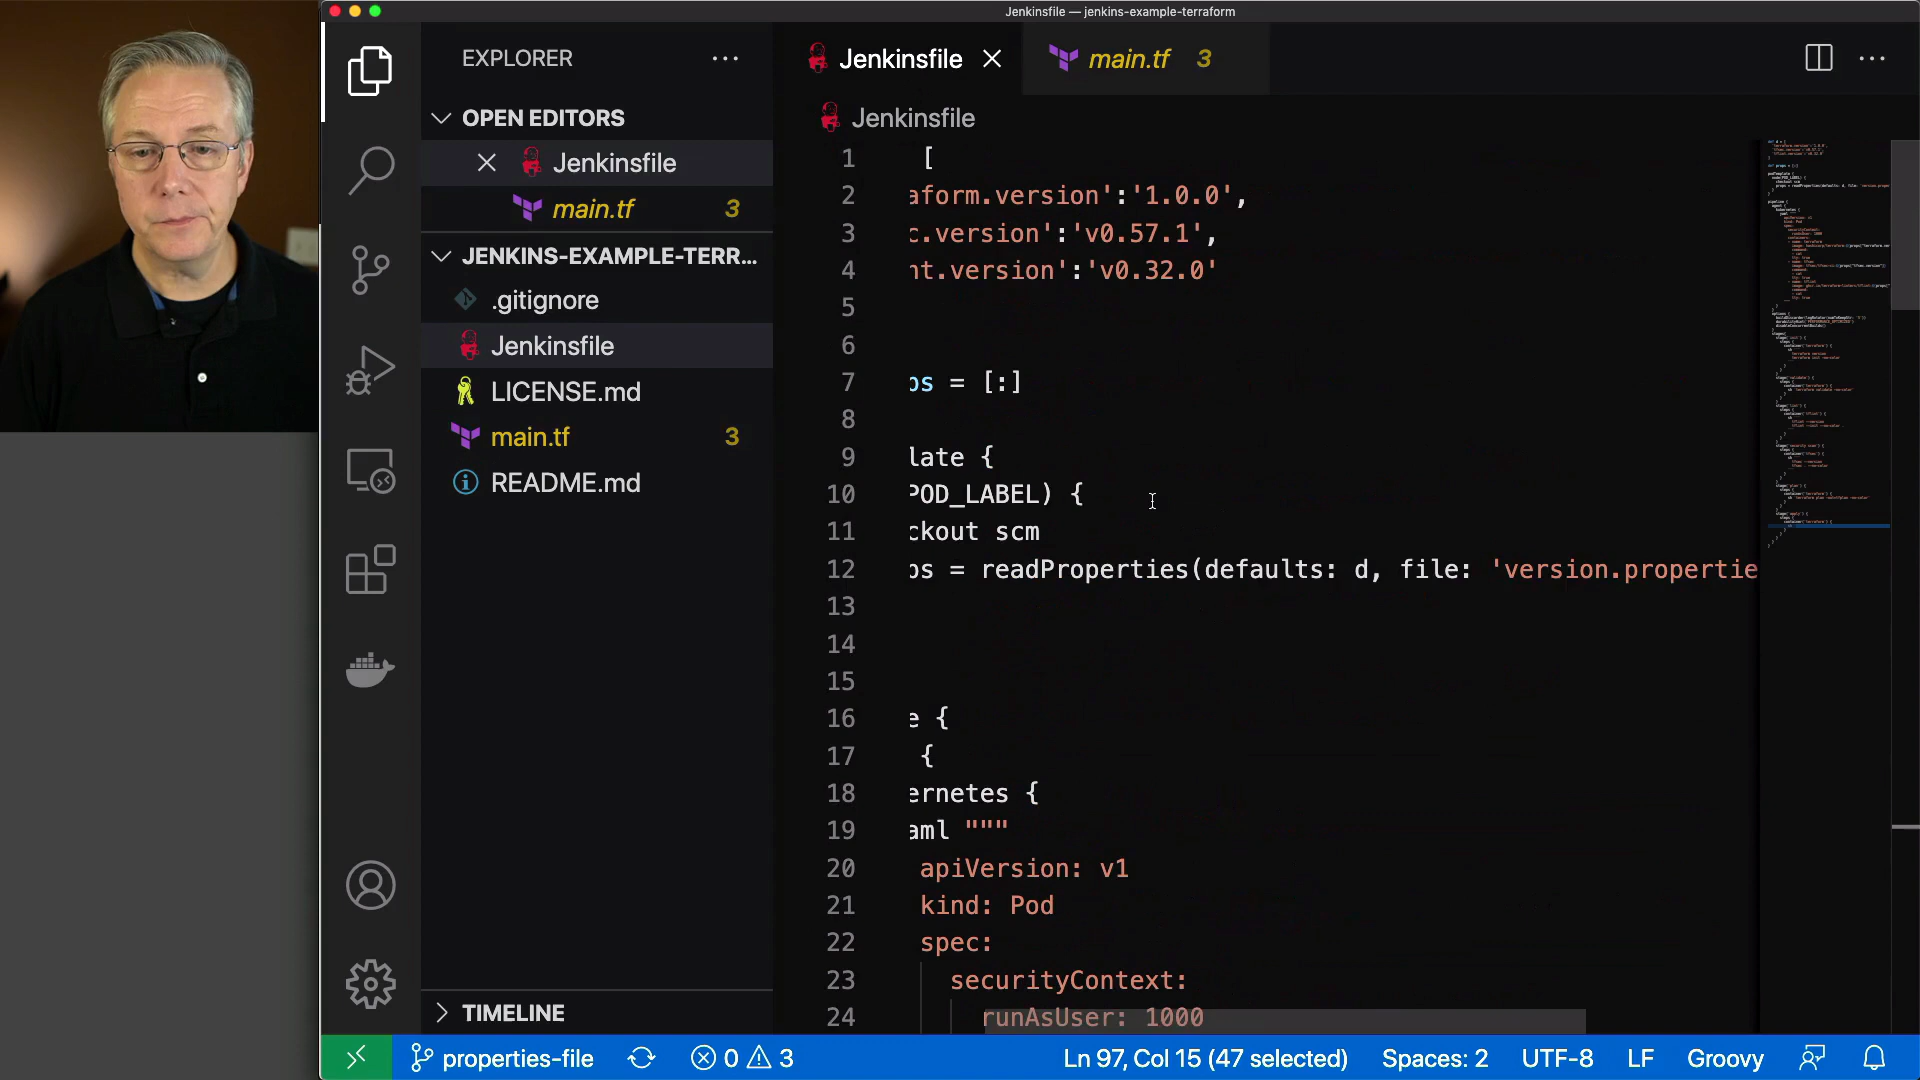 Jenkinsfile — jenkins-example-terraform
EXPLORER
OPEN EDITORS
Jenkinsfile
main.tf 3
JENKINS-EXAMPLE-TERR...
.gitignore
Jenkinsfile
LICENSE.md
main.tf 3
README.md
TIMELINE
Jenkinsfile
main.tf 3
Jenkinsfile
1 [
2 aform.version':'1.0.0',
3 c.version':'v0.57.1',
4 nt.version':'v0.32.0'
5
6
7 ps = [:]
8
9 late {
10 POD_LABEL) {
11 ckout scm
12 ps = readProperties(defaults: d, file: 'version.propertie
13
14
15
16 e {
17 {
18 ernetes {
19 aml """
20 apiVersion: v1
21 kind: Pod
22 spec:
23 securityContext:
24 runAsUser: 1000
properties-file
0
3
Ln 97, Col 15 (47 selected)
Spaces: 2
UTF-8
LF
Groovy